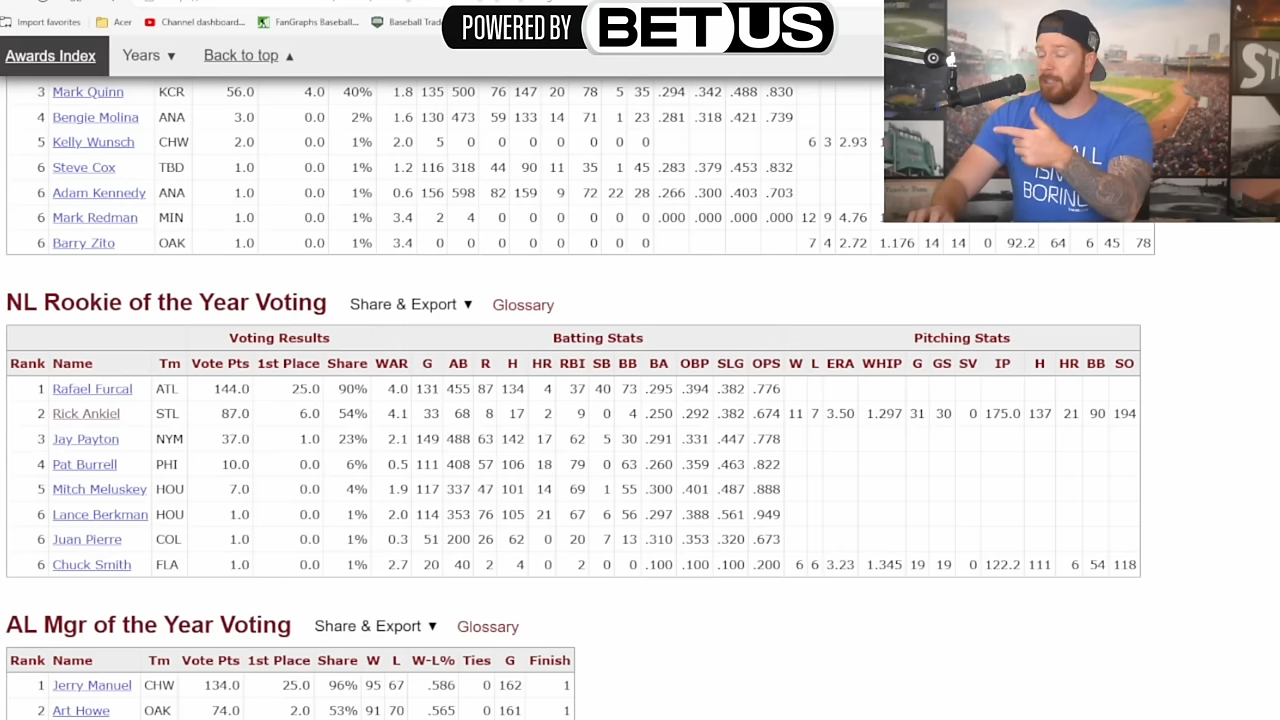 Import favorites Acer Channel dashboard... FanGraphs Baseball... Baseball Trad
POWERED BY BETUS
Awards Index Years ▼ Back to top ▲
3 Mark Quinn KCR 56.0 4.0 40% 1.8 135 500 76 147 20 78 5 35 .294 .342 .488 .830
4 Bengie Molina ANA 3.0 0.0 2% 1.6 130 473 59 133 14 71 1 23 .281 .318 .421 .739
5 Kelly Wunsch CHW 2.0 0.0 1% 2.0 5 0 0 0 0 0 0 0 6 3 2.93
6 Steve Cox TBD 1.0 0.0 1% 1.2 116 318 44 90 11 35 1 45 .283 .379 .453 .832
6 Adam Kennedy ANA 1.0 0.0 1% 0.6 156 598 82 159 9 72 22 28 .266 .300 .403 .703
6 Mark Redman MIN 1.0 0.0 1% 3.4 2 4 0 0 0 0 0 0 .000 .000 .000 .000 12 9 4.76
6 Barry Zito OAK 1.0 0.0 1% 3.4 0 0 0 0 0 0 0 0 7 4 2.72 1.176 14 14 0 92.2 64 6 45 78
BALL
ISN'T
BORING
NL Rookie of the Year Voting Share & Export ▼ Glossary
Voting Results Batting Stats Pitching Stats
Rank Name Tm Vote Pts 1st Place Share WAR G AB R H HR RBI SB BB BA OBP SLG OPS W L ERA WHIP G GS SV IP H HR BB SO
1 Rafael Furcal ATL 144.0 25.0 90% 4.0 131 455 87 134 4 37 40 73 .295 .394 .382 .776
2 Rick Ankiel STL 87.0 6.0 54% 4.1 33 68 8 17 2 9 0 4 .250 .292 .382 .674 11 7 3.50 1.297 31 30 0 175.0 137 21 90 194
3 Jay Payton NYM 37.0 1.0 23% 2.1 149 488 63 142 17 62 5 30 .291 .331 .447 .778
4 Pat Burrell PHI 10.0 0.0 6% 0.5 111 408 57 106 18 79 0 63 .260 .359 .463 .822
5 Mitch Meluskey HOU 7.0 0.0 4% 1.9 117 337 47 101 14 69 1 55 .300 .401 .487 .888
6 Lance Berkman HOU 1.0 0.0 1% 2.0 114 353 76 105 21 67 6 56 .297 .388 .561 .949
6 Juan Pierre COL 1.0 0.0 1% 0.3 51 200 26 62 0 20 7 13 .310 .353 .320 .673
6 Chuck Smith FLA 1.0 0.0 1% 2.7 20 40 2 4 0 2 0 0 .100 .100 .100 .200 6 6 3.23 1.345 19 19 0 122.2 111 6 54 118
AL Mgr of the Year Voting Share & Export ▼ Glossary
Rank Name Tm Vote Pts 1st Place Share W L W-L% Ties G Finish
1 Jerry Manuel CHW 134.0 25.0 96% 95 67 .586 0 162 1
2 Art Howe OAK 74.0 2.0 53% 91 70 .565 0 161 1